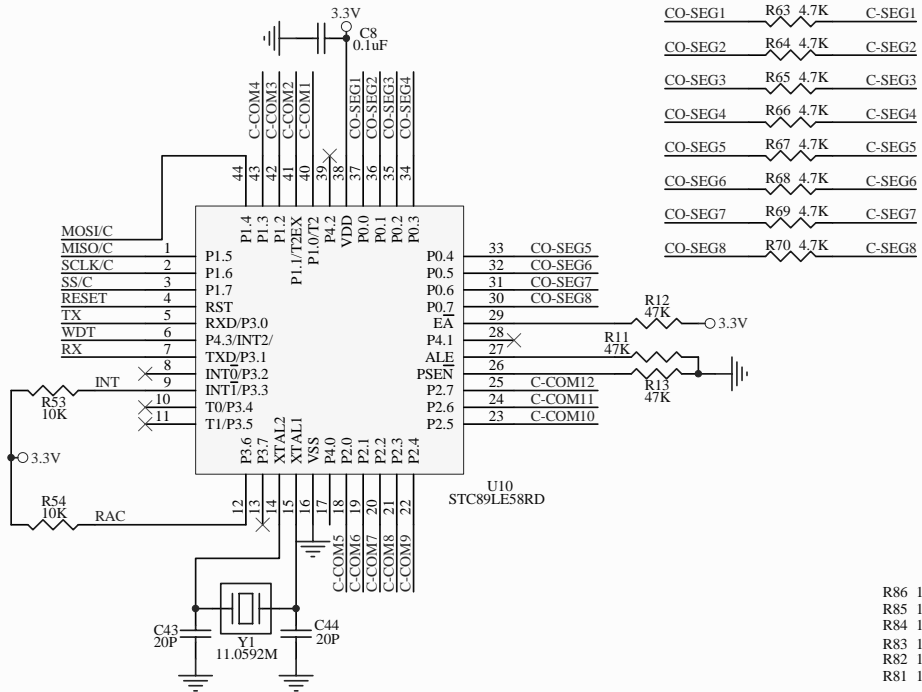 3.3V
C8
0.1uF
C-COM4
C-COM3
C-COM2
C-COM1
CO-SEG1
CO-SEG2
CO-SEG3
CO-SEG4
44
43
42
41
40
39
38
37
36
35
34
P1.4
P1.3
P1.2
P1.1/T2EX
P1.0/T2
P4.2
VDD
P0.0
P0.1
P0.2
P0.3
MOSI/C
MISO/C 1 P1.5
SCLK/C 2 P1.6
SS/C 3 P1.7
RESET 4 RST
TX 5 RXD/P3.0
WDT 6 P4.3/INT2/
RX 7 TXD/P3.1
8 INT0/P3.2
INT 9 INT1/P3.3
10 T0/P3.4
11 T1/P3.5
R53
10K
3.3V
R54
10K
RAC
P0.4 33 CO-SEG5
P0.5 32 CO-SEG6
P0.6 31 CO-SEG7
P0.7 30 CO-SEG8
EA 29
P4.1 28
ALE 27
PSEN 26
P2.7 25 C-COM12
P2.6 24 C-COM11
P2.5 23 C-COM10
R12
47K
3.3V
R11
47K
R13
47K
P3.6
P3.7
XTAL2
XTAL1
VSS
P4.0
P2.0
P2.1
P2.2
P2.3
P2.4
12
13
14
15
16
17
18
19
20
21
22
C-COM5
C-COM6
C-COM7
C-COM8
C-COM9
U10
STC89LE58RD
C43
20P
Y1
11.0592M
C44
20P
CO-SEG1 R63 4.7K C-SEG1
CO-SEG2 R64 4.7K C-SEG2
CO-SEG3 R65 4.7K C-SEG3
CO-SEG4 R66 4.7K C-SEG4
CO-SEG5 R67 4.7K C-SEG5
CO-SEG6 R68 4.7K C-SEG6
CO-SEG7 R69 4.7K C-SEG7
CO-SEG8 R70 4.7K C-SEG8
R86 1
R85 1
R84 1
R83 1
R82 1
R81 1